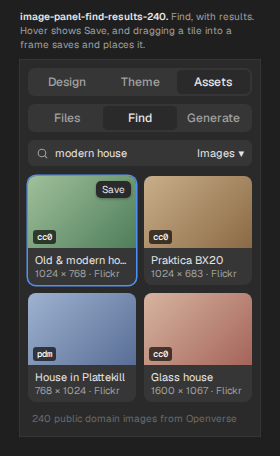 image-panel-find-results-240. Find, with results.
Hover shows Save, and dragging a tile into a
frame saves and places it.
Design Theme Assets
Files Find Generate
modern house Images ▾
Save
cc0 cc0
Old & modern ho... Praktica BX20
1024 × 768 · Flickr 1024 × 683 · Flickr
pdm cc0
House in Plattekill Glass house
768 × 1024 · Flickr 1600 × 1067 · Flickr
240 public domain images from Openverse